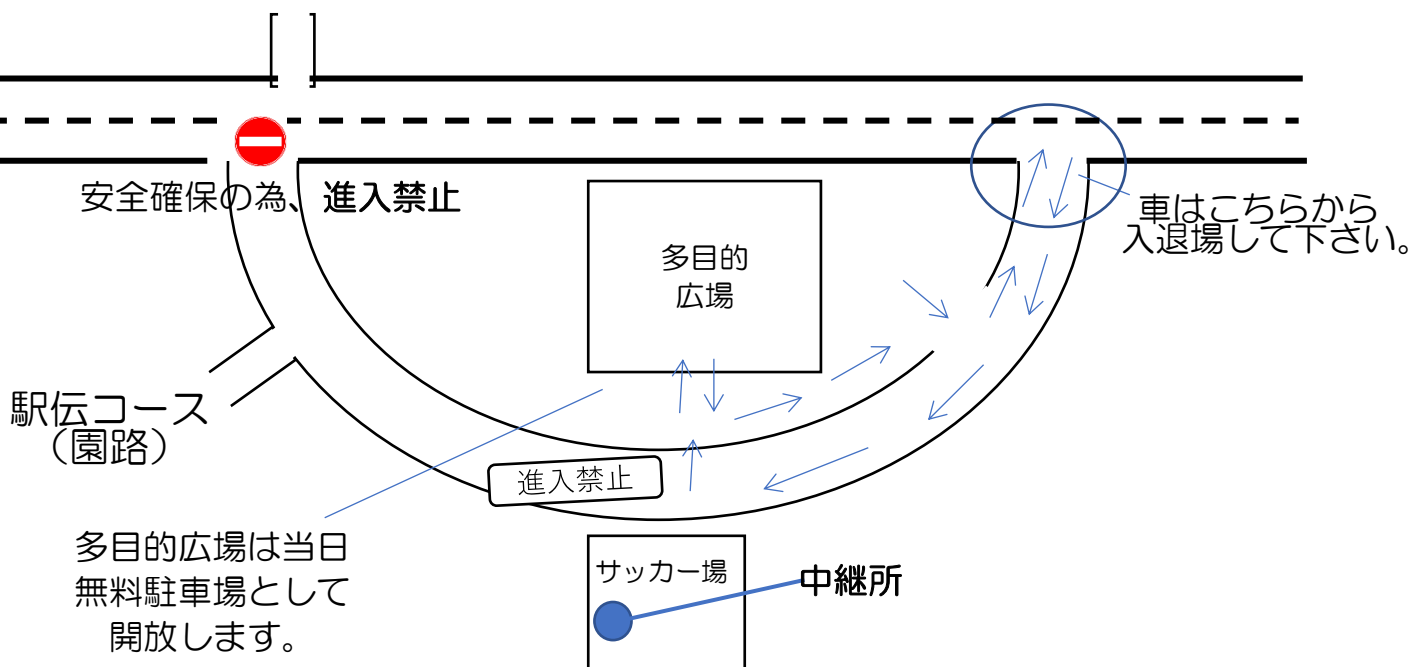 安全確保の為、進入禁止
車はこちらから
入退場して下さい。
多目的
広場
駅伝コース
（園路）
進入禁止
多目的広場は当日
無料駐車場として
開放します。
サッカー場
中継所